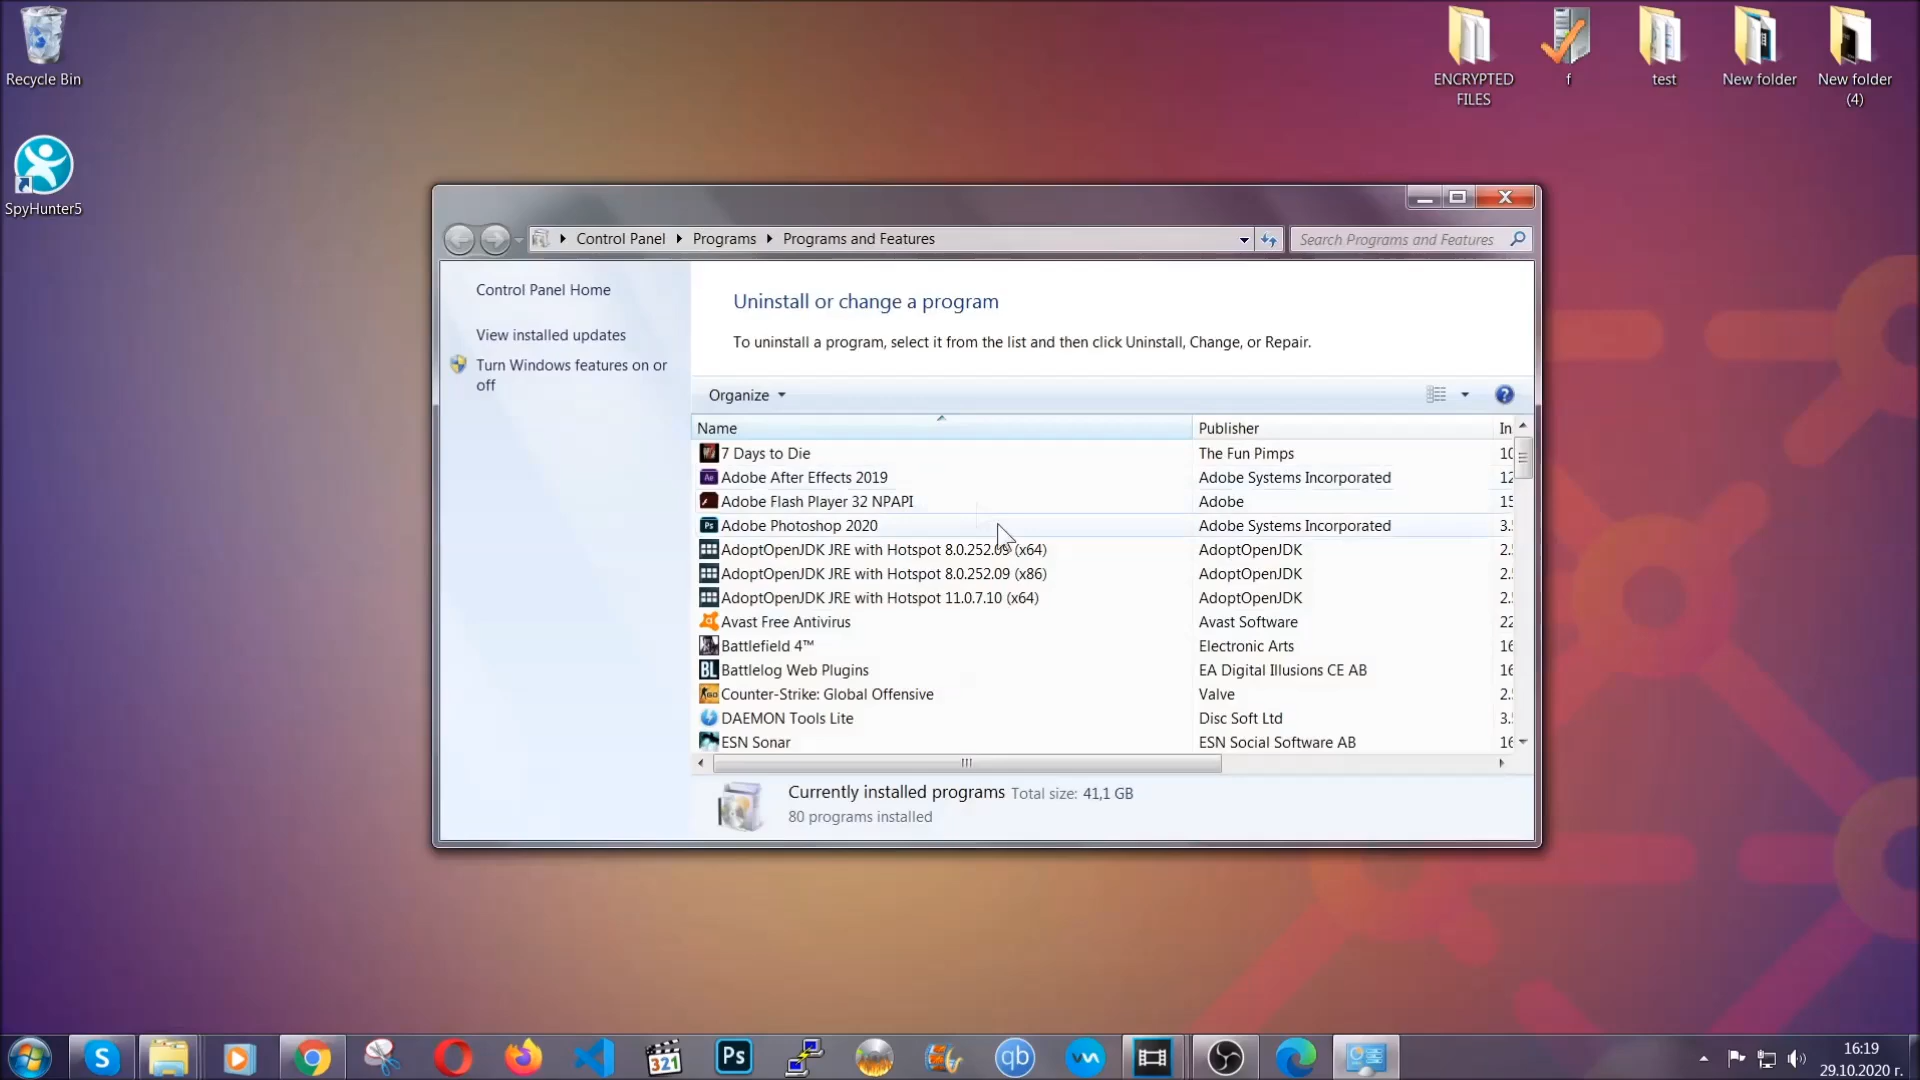 Recycle Bin
SpyHunter5
ENCRYPTED
FILES
f
test
New folder
New folder
(4)
Control Panel
Programs
Programs and Features
Search Programs and Features
Control Panel Home
View installed updates
Turn Windows features on or
off
Uninstall or change a program
To uninstall a program, select it from the list and then click Uninstall, Change, or Repair.
Organize
Name Publisher In
7 Days to Die The Fun Pimps 10
Adobe After Effects 2019 Adobe Systems Incorporated 12
Adobe Flash Player 32 NPAPI Adobe 15
Adobe Photoshop 2020 Adobe Systems Incorporated 3.
AdoptOpenJDK JRE with Hotspot 8.0.252.09 (x64) AdoptOpenJDK 2.
AdoptOpenJDK JRE with Hotspot 8.0.252.09 (x86) AdoptOpenJDK 2.
AdoptOpenJDK JRE with Hotspot 11.0.7.10 (x64) AdoptOpenJDK 2.
Avast Free Antivirus Avast Software 22
Battlefield 4™ Electronic Arts 16
Battlelog Web Plugins EA Digital Illusions CE AB 16
Counter-Strike: Global Offensive Valve 2.
DAEMON Tools Lite Disc Soft Ltd 3.
ESN Sonar ESN Social Software AB 16
Currently installed programs Total size: 41,1 GB
80 programs installed
16:19
29.10.2020 г.